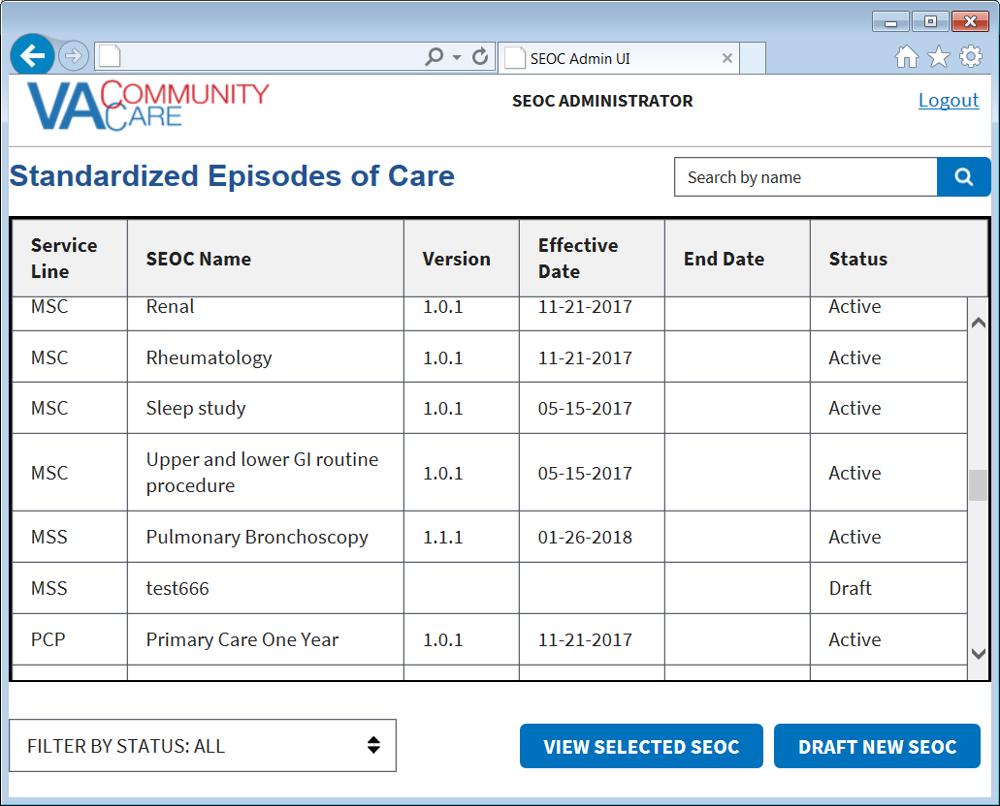 SEOC Admin UI
VA COMMUNITY CARE
SEOC ADMINISTRATOR
Logout
Standardized Episodes of Care
Search by name
Service Line SEOC Name Version Effective Date End Date Status
MSC Renal 1.0.1 11-21-2017 Active
MSC Rheumatology 1.0.1 11-21-2017 Active
MSC Sleep study 1.0.1 05-15-2017 Active
MSC Upper and lower GI routine procedure 1.0.1 05-15-2017 Active
MSS Pulmonary Bronchoscopy 1.1.1 01-26-2018 Active
MSS test666 Draft
PCP Primary Care One Year 1.0.1 11-21-2017 Active
FILTER BY STATUS: ALL
VIEW SELECTED SEOC
DRAFT NEW SEOC